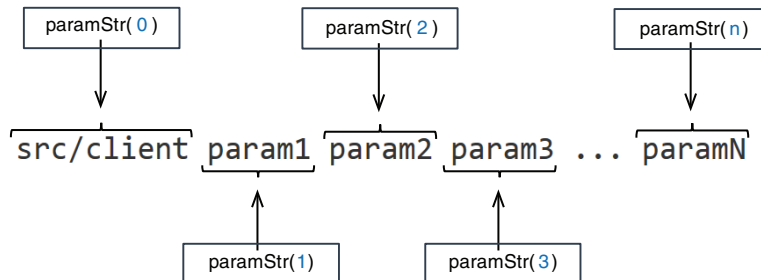 paramStr(0) paramStr(2) paramStr(n)
src/client param1 param2 param3 ... paramN
paramStr(1) paramStr(3)